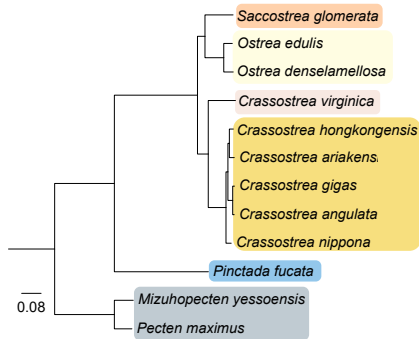 Saccostrea glomerata
Ostrea edulis
Ostrea denselamellosa
Crassostrea virginica
Crassostrea hongkongensis
Crassostrea ariakensi
Crassostrea gigas
Crassostrea angulata
Crassostrea nippona
Pinctada fucata
0.08
Mizuhopecten yessoensis
Pecten maximus